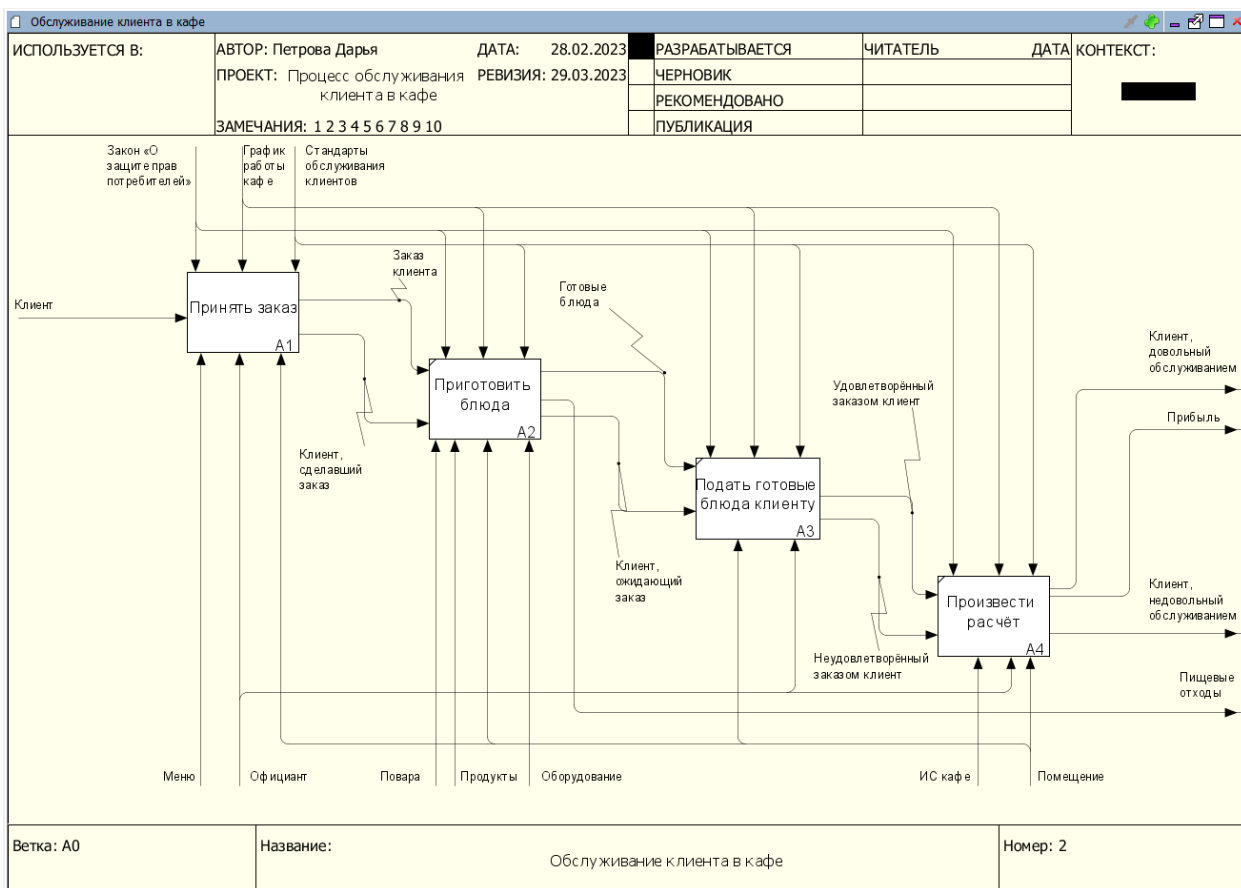 Обслуживание клиента в кафе
ИСПОЛЬЗУЕТСЯ В:
АВТОР: Петрова Дарья
ДАТА: 28.02.2023
РАЗРАБАТЫВАЕТСЯ
ЧИТАТЕЛЬ
ДАТА
КОНТЕКСТ:
ПРОЕКТ: Процесс обслуживания
клиента в кафе
РЕВИЗИЯ: 29.03.2023
ЧЕРНОВИК
РЕКОМЕНДОВАНО
ЗАМЕЧАНИЯ: 1 2 3 4 5 6 7 8 9 10
ПУБЛИКАЦИЯ
Закон «О
защите прав
потребителей»
График
работы
кафе
Стандарты
обслуживания
клиентов
Заказ
клиента
Готовые
блюда
Клиент
Принять заказ
A1
Клиент,
довольный
обслуживанием
Приготовить
блюда
A2
Удовлетворённый
заказом клиент
Прибыль
Клиент,
сделавший
заказ
Подать готовые
блюда клиенту
A3
Клиент,
ожидающий
заказ
Клиент,
недовольный
обслуживанием
Произвести
расчёт
A4
Неудовлетворённый
заказом клиент
Пищевые
отходы
Меню
Официант
Повара
Продукты
Оборудование
ИС кафе
Помещение
Ветка: A0
Название:
Обслуживание клиента в кафе
Номер: 2